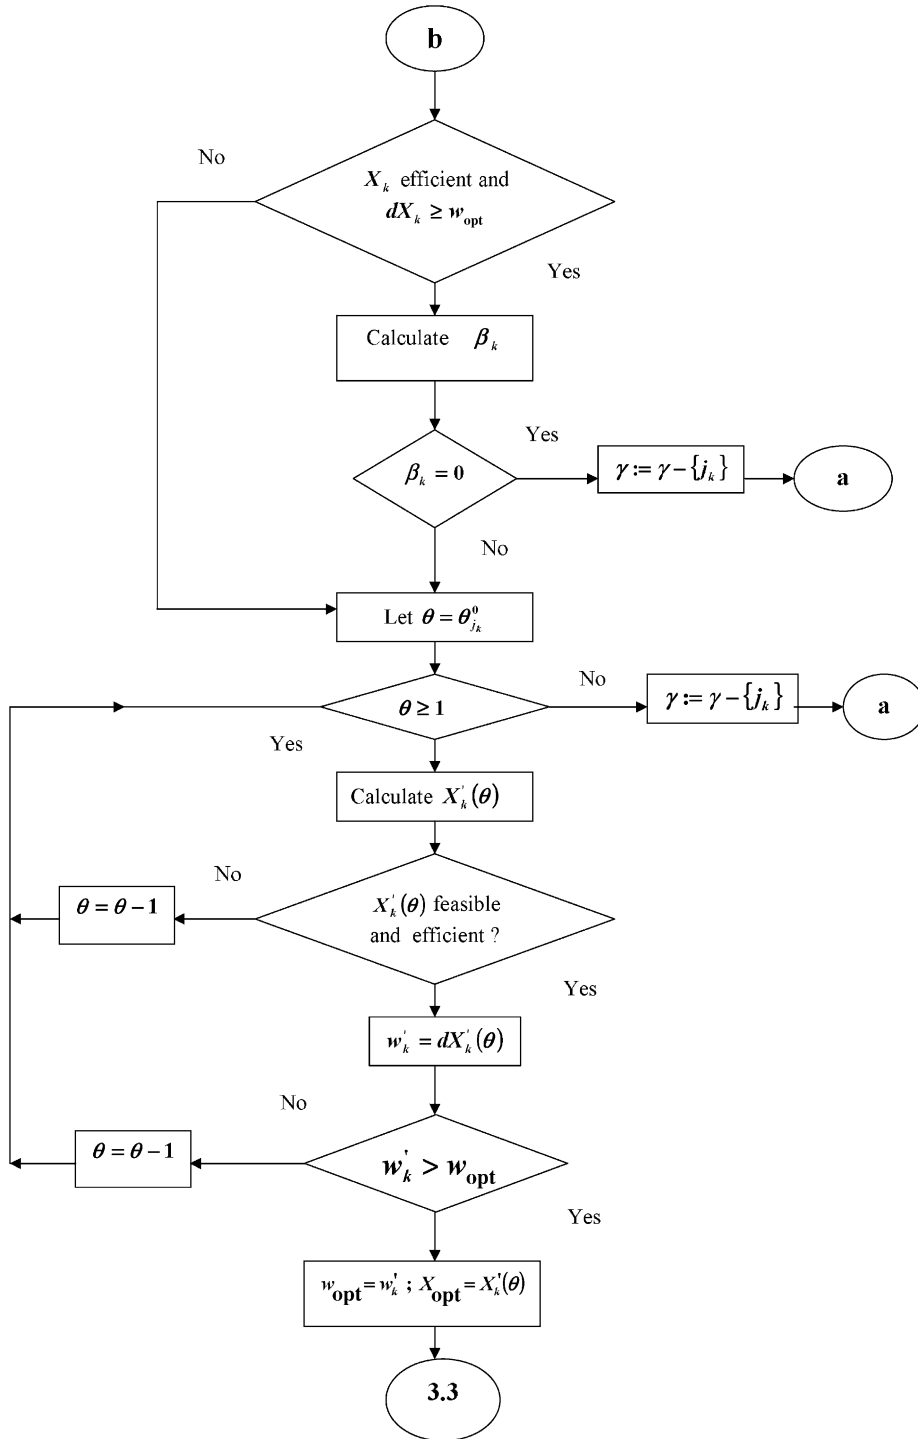 b
No
X_k efficient and
dX_k ≥ w_opt
Yes
Calculate β_k
Yes
β_k = 0
γ := γ − {j_k}
a
No
Let θ = θ^0_{j_k}
No
θ ≥ 1
γ := γ − {j_k}
a
Yes
Calculate X'_k(θ)
No
θ = θ − 1
X'_k(θ) feasible
and efficient ?
Yes
w'_k = dX'_k(θ)
No
θ = θ − 1
w'_k > w_opt
Yes
w_opt = w'_k ; X_opt = X'_k(θ)
3.3